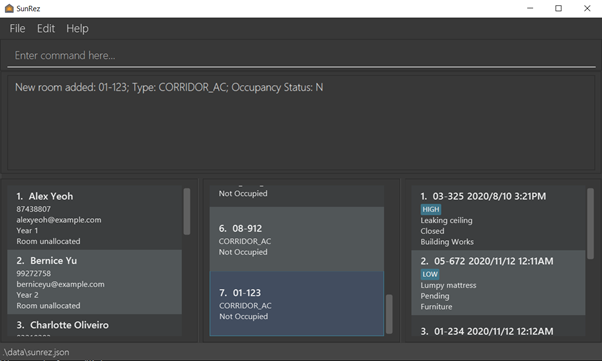 SunRez
File Edit Help
Enter command here...
New room added: 01-123; Type: CORRIDOR_AC; Occupancy Status: N
1. Alex Yeoh
87438807
alexyeoh@example.com
Year 1
Room unallocated
2. Bernice Yu
99272758
berniceyu@example.com
Year 2
Room unallocated
3. Charlotte Oliveiro
Not Occupied
6. 08-912
CORRIDOR_AC
Not Occupied
7. 01-123
CORRIDOR_AC
Not Occupied
1. 03-325 2020/8/10 3:21PM
HIGH
Leaking ceiling
Closed
Building Works
2. 05-672 2020/11/12 12:11AM
LOW
Lumpy mattress
Pending
Furniture
3. 01-234 2020/11/12 12:12AM
.\data\sunrez.json